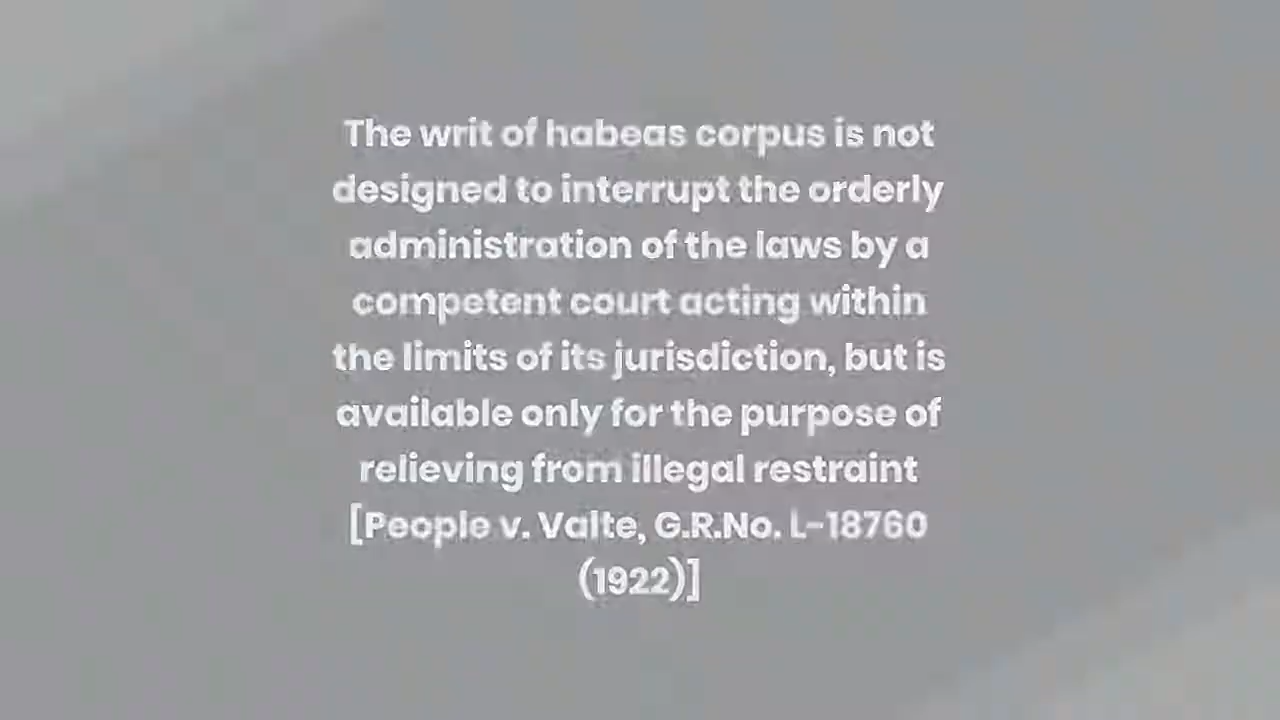 The writ of habeas corpus is not
designed to interrupt the orderly
administration of the laws by a
competent court acting within
the limits of its jurisdiction, but is
available only for the purpose of
relieving from illegal restraint
[People v. Valte, G.R.No. L-18760
(1922)]